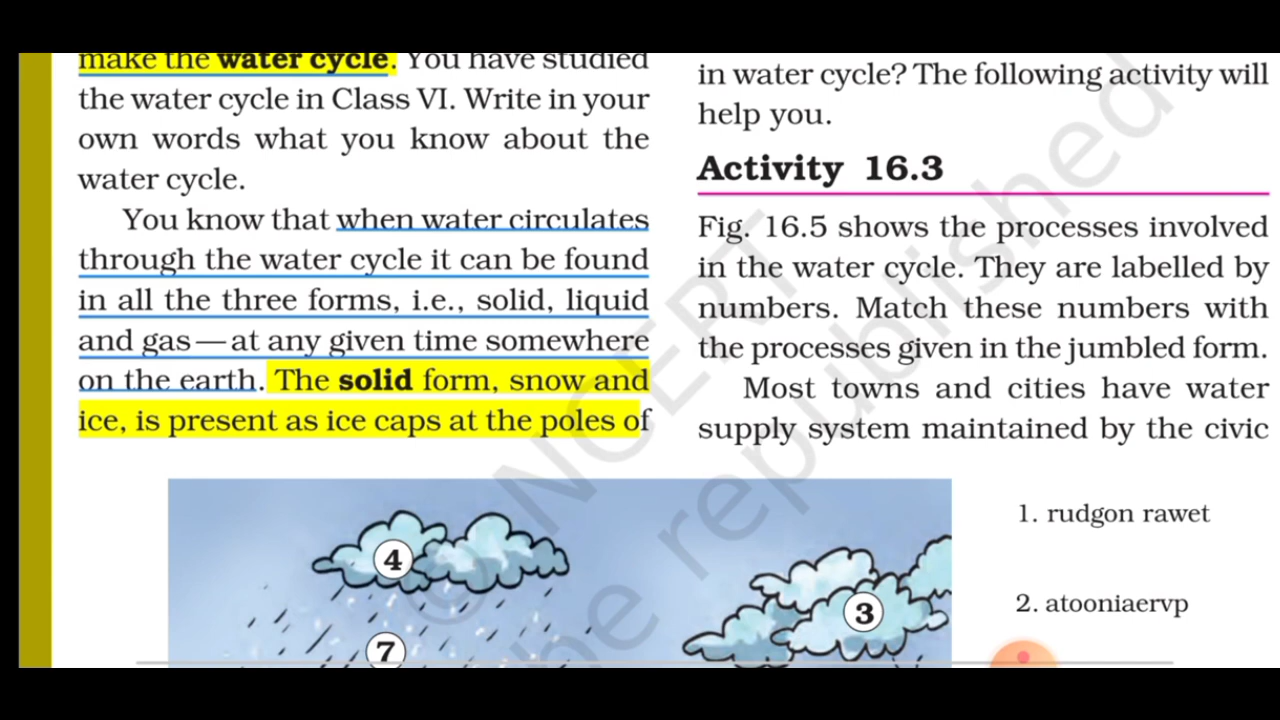 make the water cycle. You have studied
the water cycle in Class VI. Write in your
own words what you know about the
water cycle.
You know that when water circulates
through the water cycle it can be found
in all the three forms, i.e., solid, liquid
and gas—at any given time somewhere
on the earth. The solid form, snow and
ice, is present as ice caps at the poles of
in water cycle? The following activity will
help you.
Activity 16.3
Fig. 16.5 shows the processes involved
in the water cycle. They are labelled by
numbers. Match these numbers with
the processes given in the jumbled form.
Most towns and cities have water
supply system maintained by the civic
4
7
3
1. rudgon rawet
2. atooniaervp
© NCERT
be republished